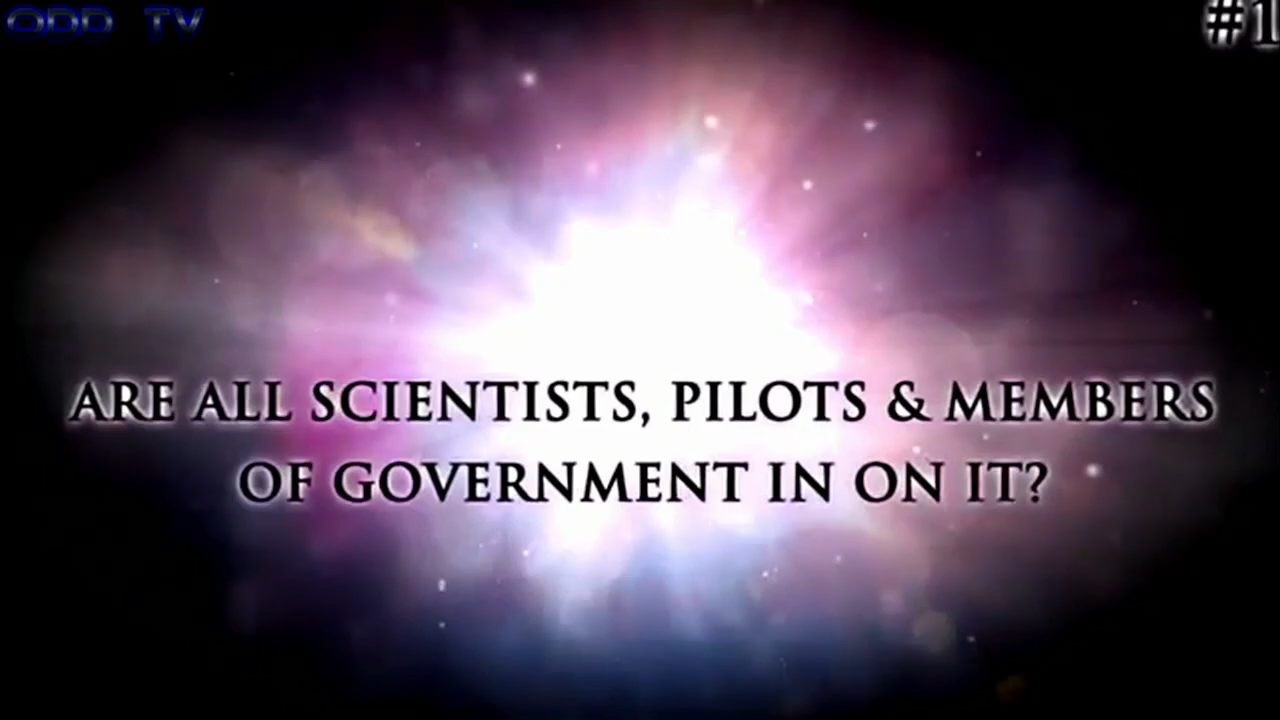 ODD TV
#1
ARE ALL SCIENTISTS, PILOTS & MEMBERS
OF GOVERNMENT IN ON IT?